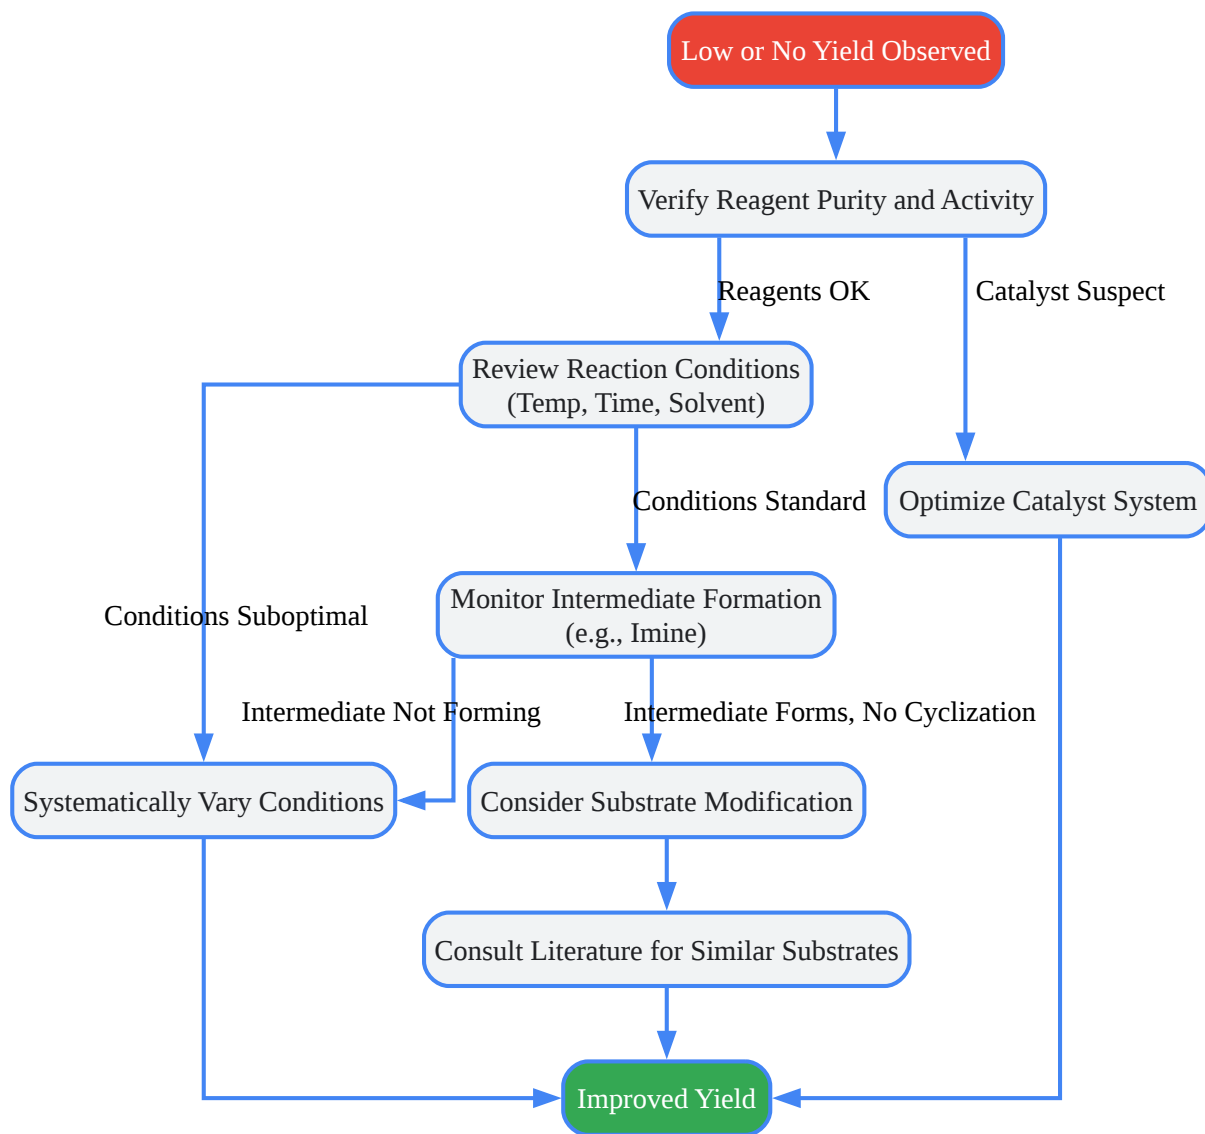 Low or No Yield Observed
Verify Reagent Purity and Activity
Reagents OK
Catalyst Suspect
Review Reaction Conditions
(Temp, Time, Solvent)
Conditions Standard
Optimize Catalyst System
Monitor Intermediate Formation
(e.g., Imine)
Conditions Suboptimal
Intermediate Not Forming
Intermediate Forms, No Cyclization
Systematically Vary Conditions
Consider Substrate Modification
Consult Literature for Similar Substrates
Improved Yield